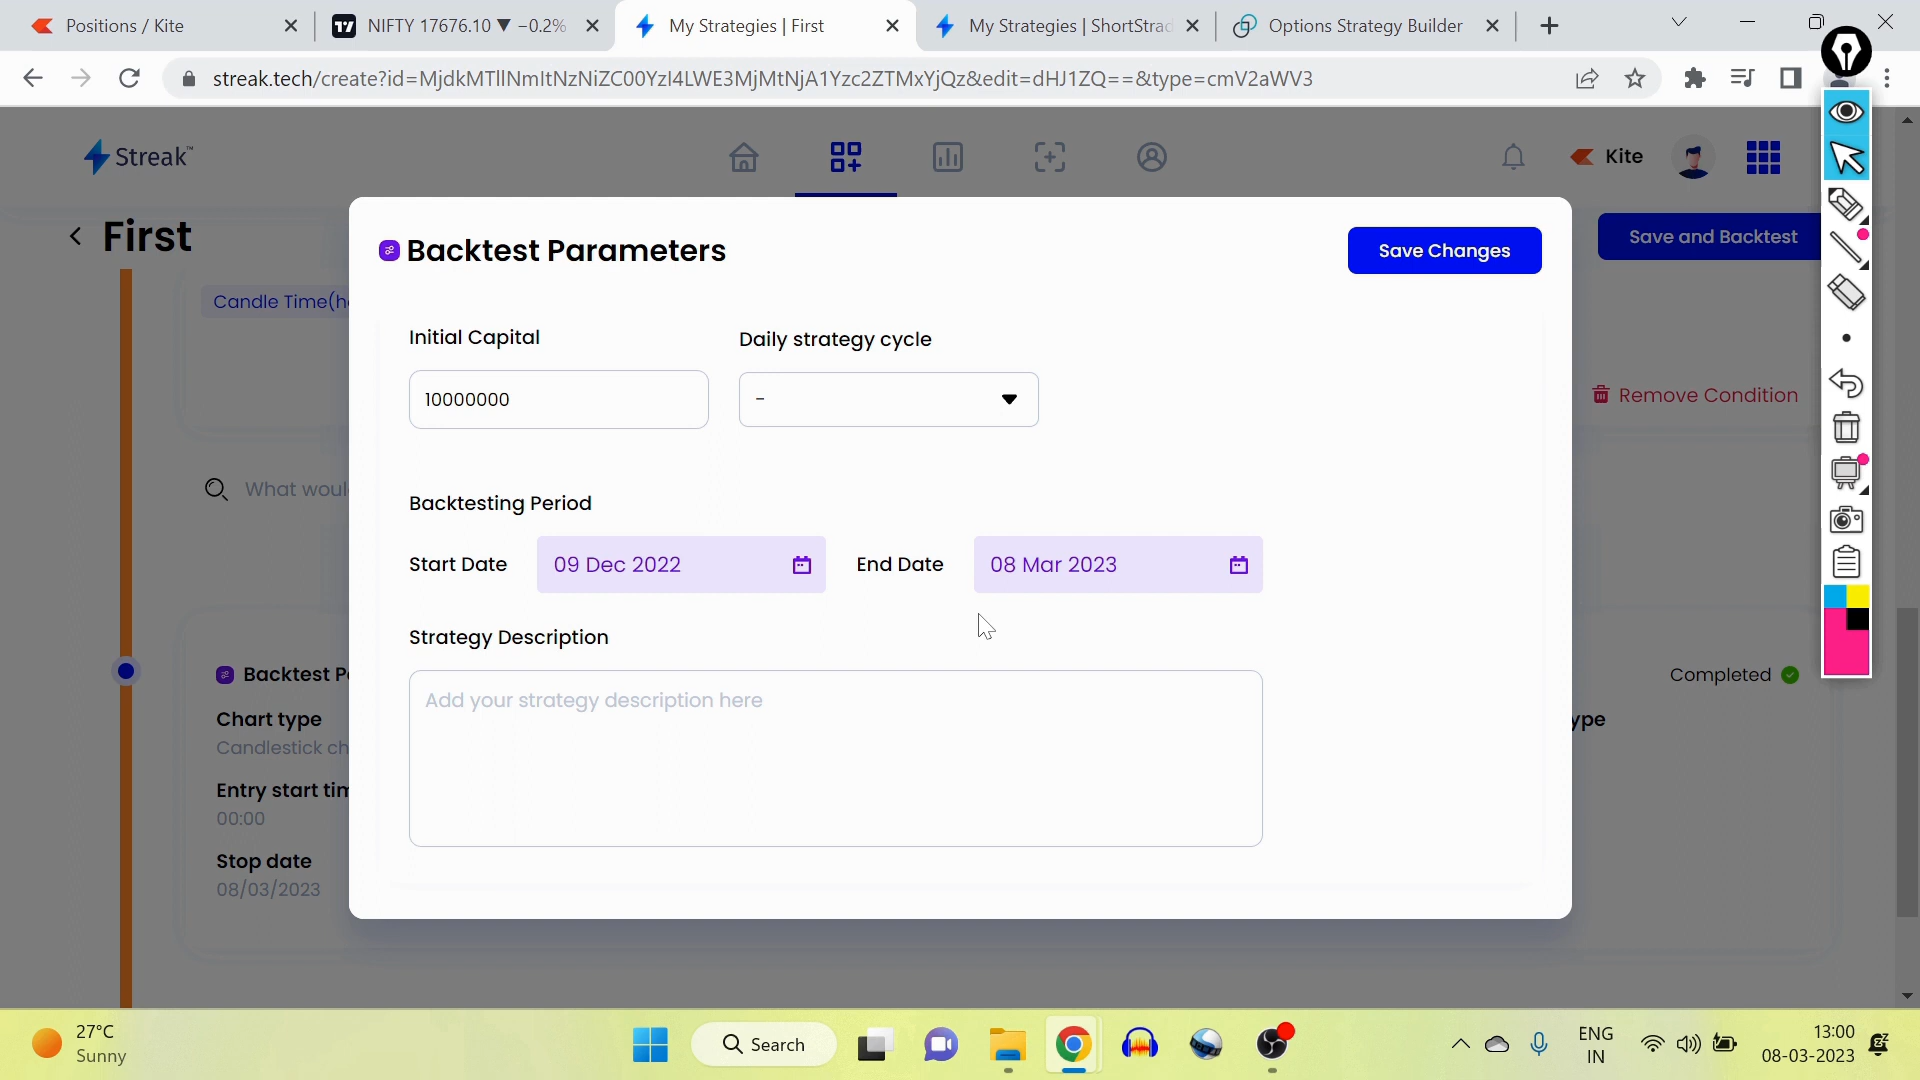 Positions / Kite
NIFTY 17676.10 ▼ −0.2%
My Strategies | First
My Strategies | ShortStrad
Options Strategy Builder
streak.tech/create?id=MjdkMTllNmItNzNiZC00YzI4LWE3MjMtNjA1Yzc2ZTMxYjQz&edit=dHJ1ZQ==&type=cmV2aWV3
Streak™
Kite
First
Save and Backtest
Backtest Parameters
Save Changes
Candle Time(h
Initial Capital
Daily strategy cycle
10000000
-
Remove Condition
What woul
Backtesting Period
Start Date
09 Dec 2022
End Date
08 Mar 2023
Strategy Description
Add your strategy description here
Backtest P
Completed
Chart type
Candlestick ch
ype
Entry start tim
00:00
Stop date
08/03/2023
27°C
Sunny
Search
ENG
IN
13:00
08-03-2023